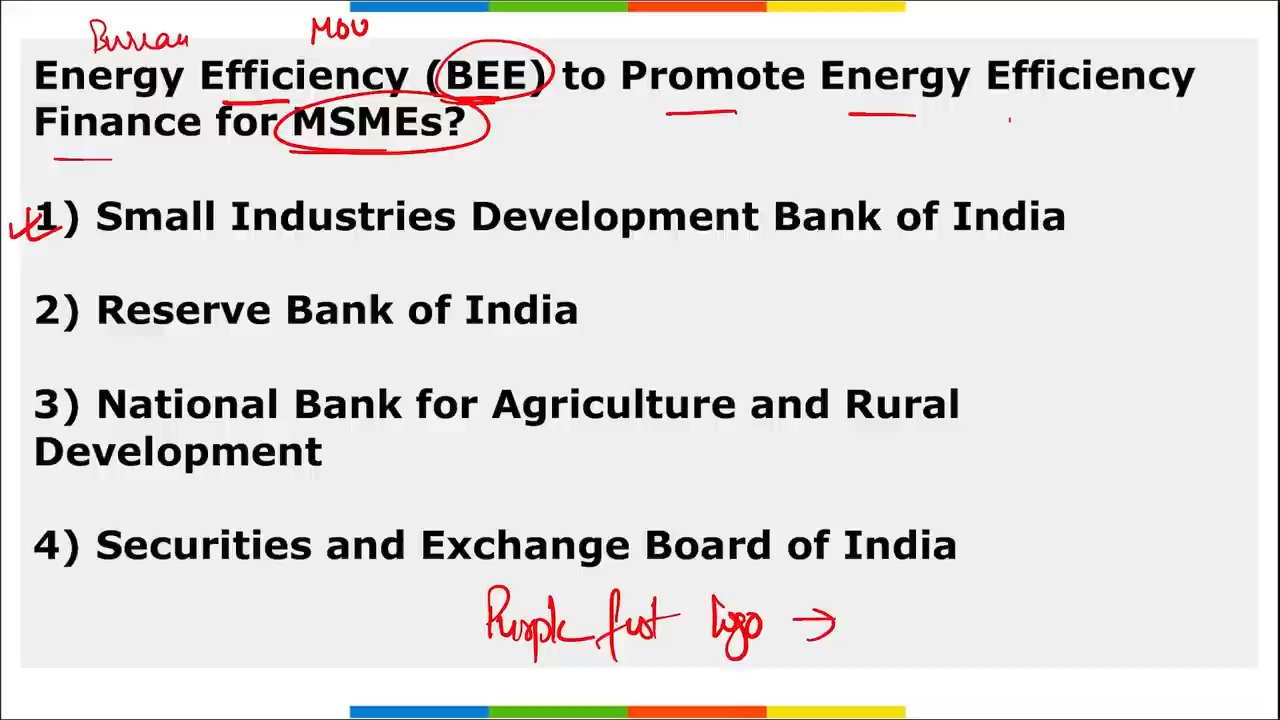 Bureau MOU
Energy Efficiency (BEE) to Promote Energy Efficiency
Finance for MSMEs?
1) Small Industries Development Bank of India
2) Reserve Bank of India
3) National Bank for Agriculture and Rural
Development
4) Securities and Exchange Board of India
Purple fest logo →